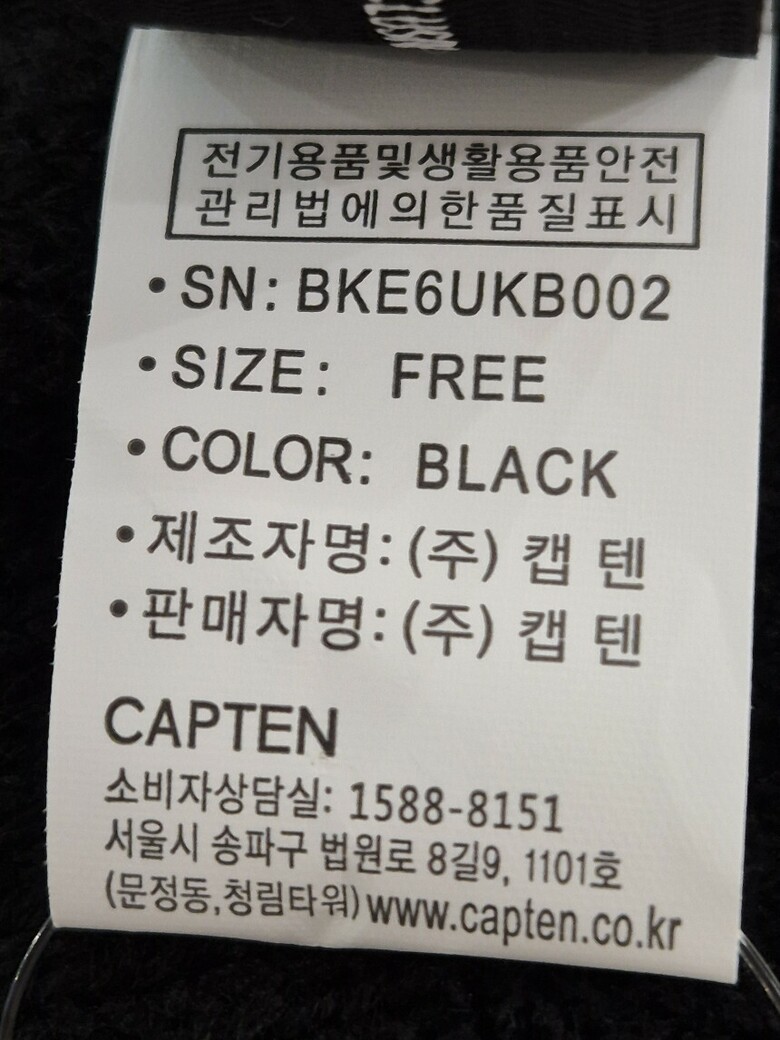 전기용품및생활용품안전
관리법에의한품질표시
•SN: BKE6UKB002
•SIZE: FREE
•COLOR: BLACK
•제조자명:(주) 캡 텐
•판매자명:(주) 캡 텐
CAPTEN
소비자상담실: 1588-8151
서울시 송파구 법원로 8길9, 1101호
(문정동,청림타워)www.capten.co.kr